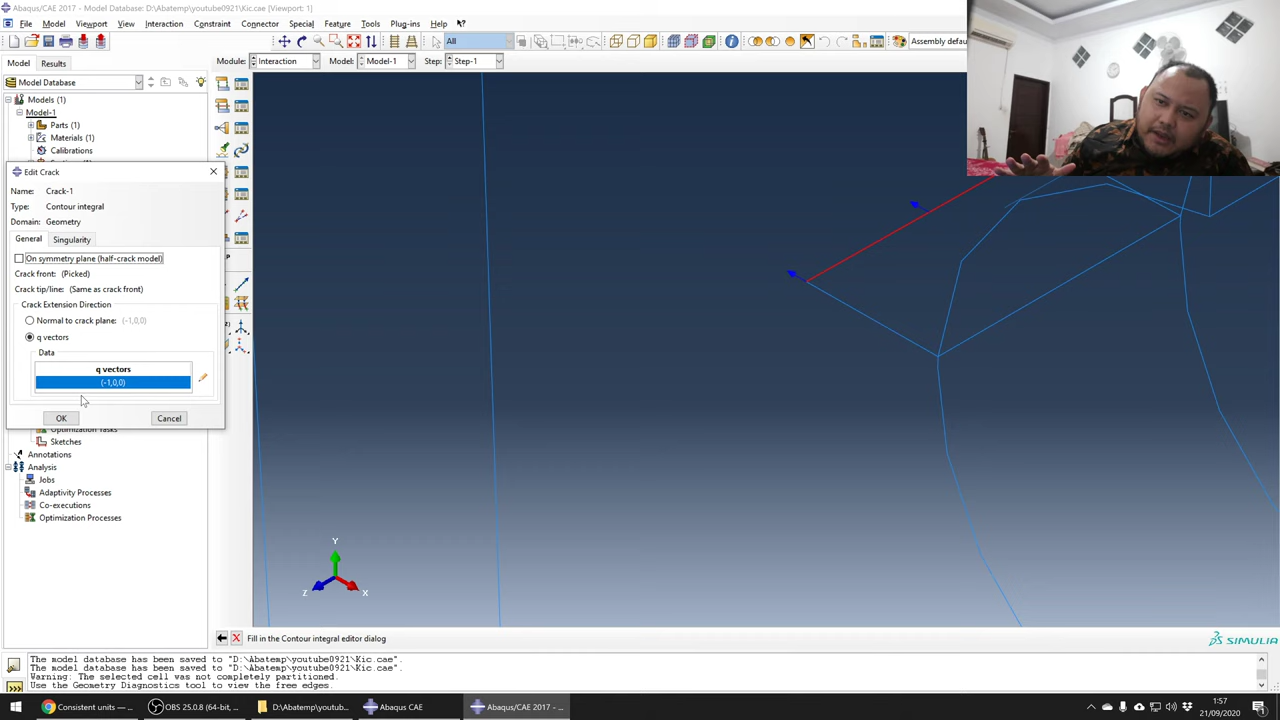 Abaqus/CAE 2017 - Model Database: D:\Abatemp\youtube0921\Kic.cae [Viewport: 1]
File Model Viewport View Interaction Constraint Connector Special Feature Tools Plug-ins Help
All
Assembly defau
Model Results
Module: Interaction Model: Model-1 Step: Step-1
Model Database
Models (1)
Model-1
Parts (1)
Materials (1)
Calibrations
Edit Crack
Name: Crack-1
Type: Contour integral
Domain: Geometry
General Singularity
On symmetry plane (half-crack model)
Crack front: (Picked)
Crack tip/line: (Same as crack front)
Crack Extension Direction
Normal to crack plane: (-1,0,0)
q vectors
Data
q vectors
(-1,0,0)
OK Cancel
Optimization Tasks
Sketches
Annotations
Analysis
Jobs
Adaptivity Processes
Co-executions
Optimization Processes
Y
Z X
Fill in the Contour integral editor dialog
SIMULIA
The model database has been saved to "D:\Abatemp\youtube0921\Kic.cae".
The model database has been saved to "D:\Abatemp\youtube0921\Kic.cae".
Warning: The selected cell was not completely partitioned.
Use the Geometry Diagnostics tool to view the free edges.
Consistent units — ... OBS 25.0.8 (64-bit, ... D:\Abatemp\youtub... Abaqus CAE Abaqus/CAE 2017 - ...
1:57
21/09/2020